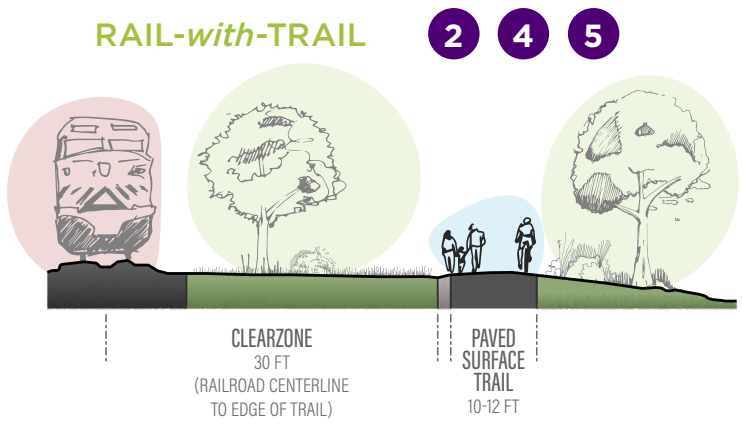 RAIL-with-TRAIL 2 4 5
CLEARZONE
30 FT
(RAILROAD CENTERLINE
TO EDGE OF TRAIL)
PAVED
SURFACE
TRAIL
10-12 FT